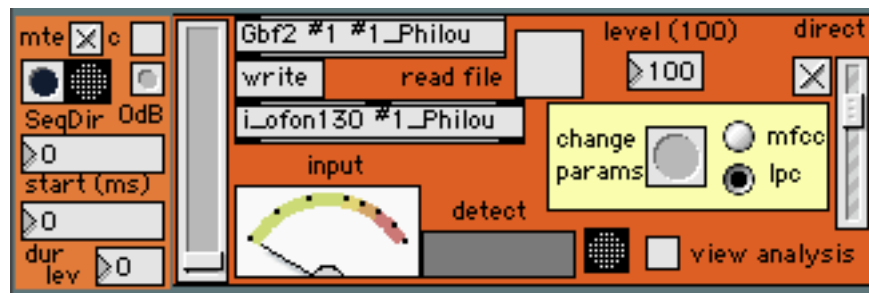 mte c
SeqDir 0dB
0
start (ms)
0
dur
lev 0
Gbf2 #1 #1_Philou
write read file
i_ofon130 #1_Philou
input
detect
level (100)
100
direct
change
params
mfcc
lpc
view analysis